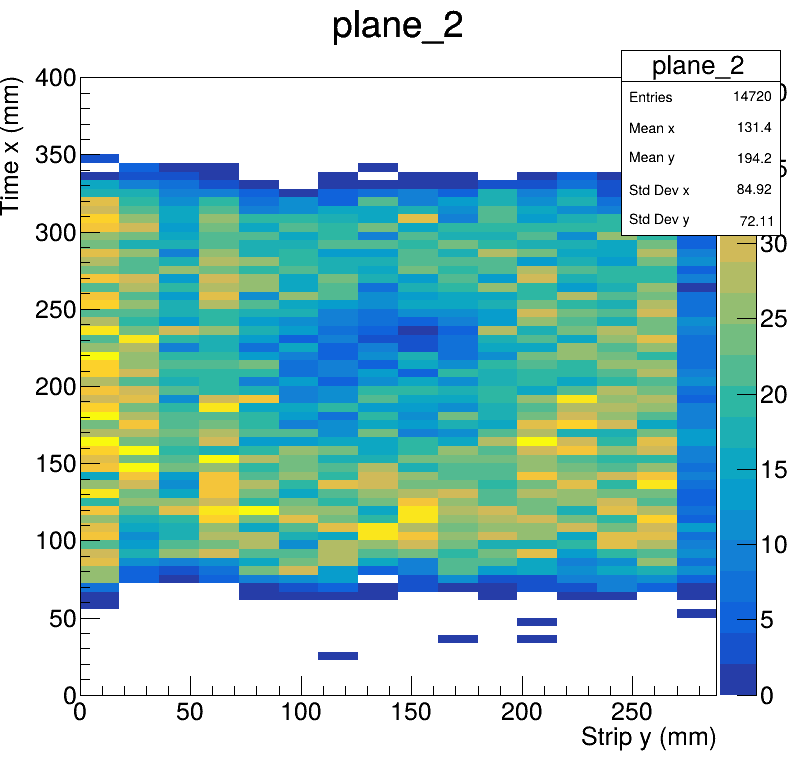 plane_2
plane_2
Entries 14720
Mean x 131.4
Mean y 194.2
Std Dev x 84.92
Std Dev y 72.11
Time x (mm)
400
350
300
250
200
150
100
50
0
0 50 100 150 200 250
Strip y (mm)
30
25
20
15
10
5
0